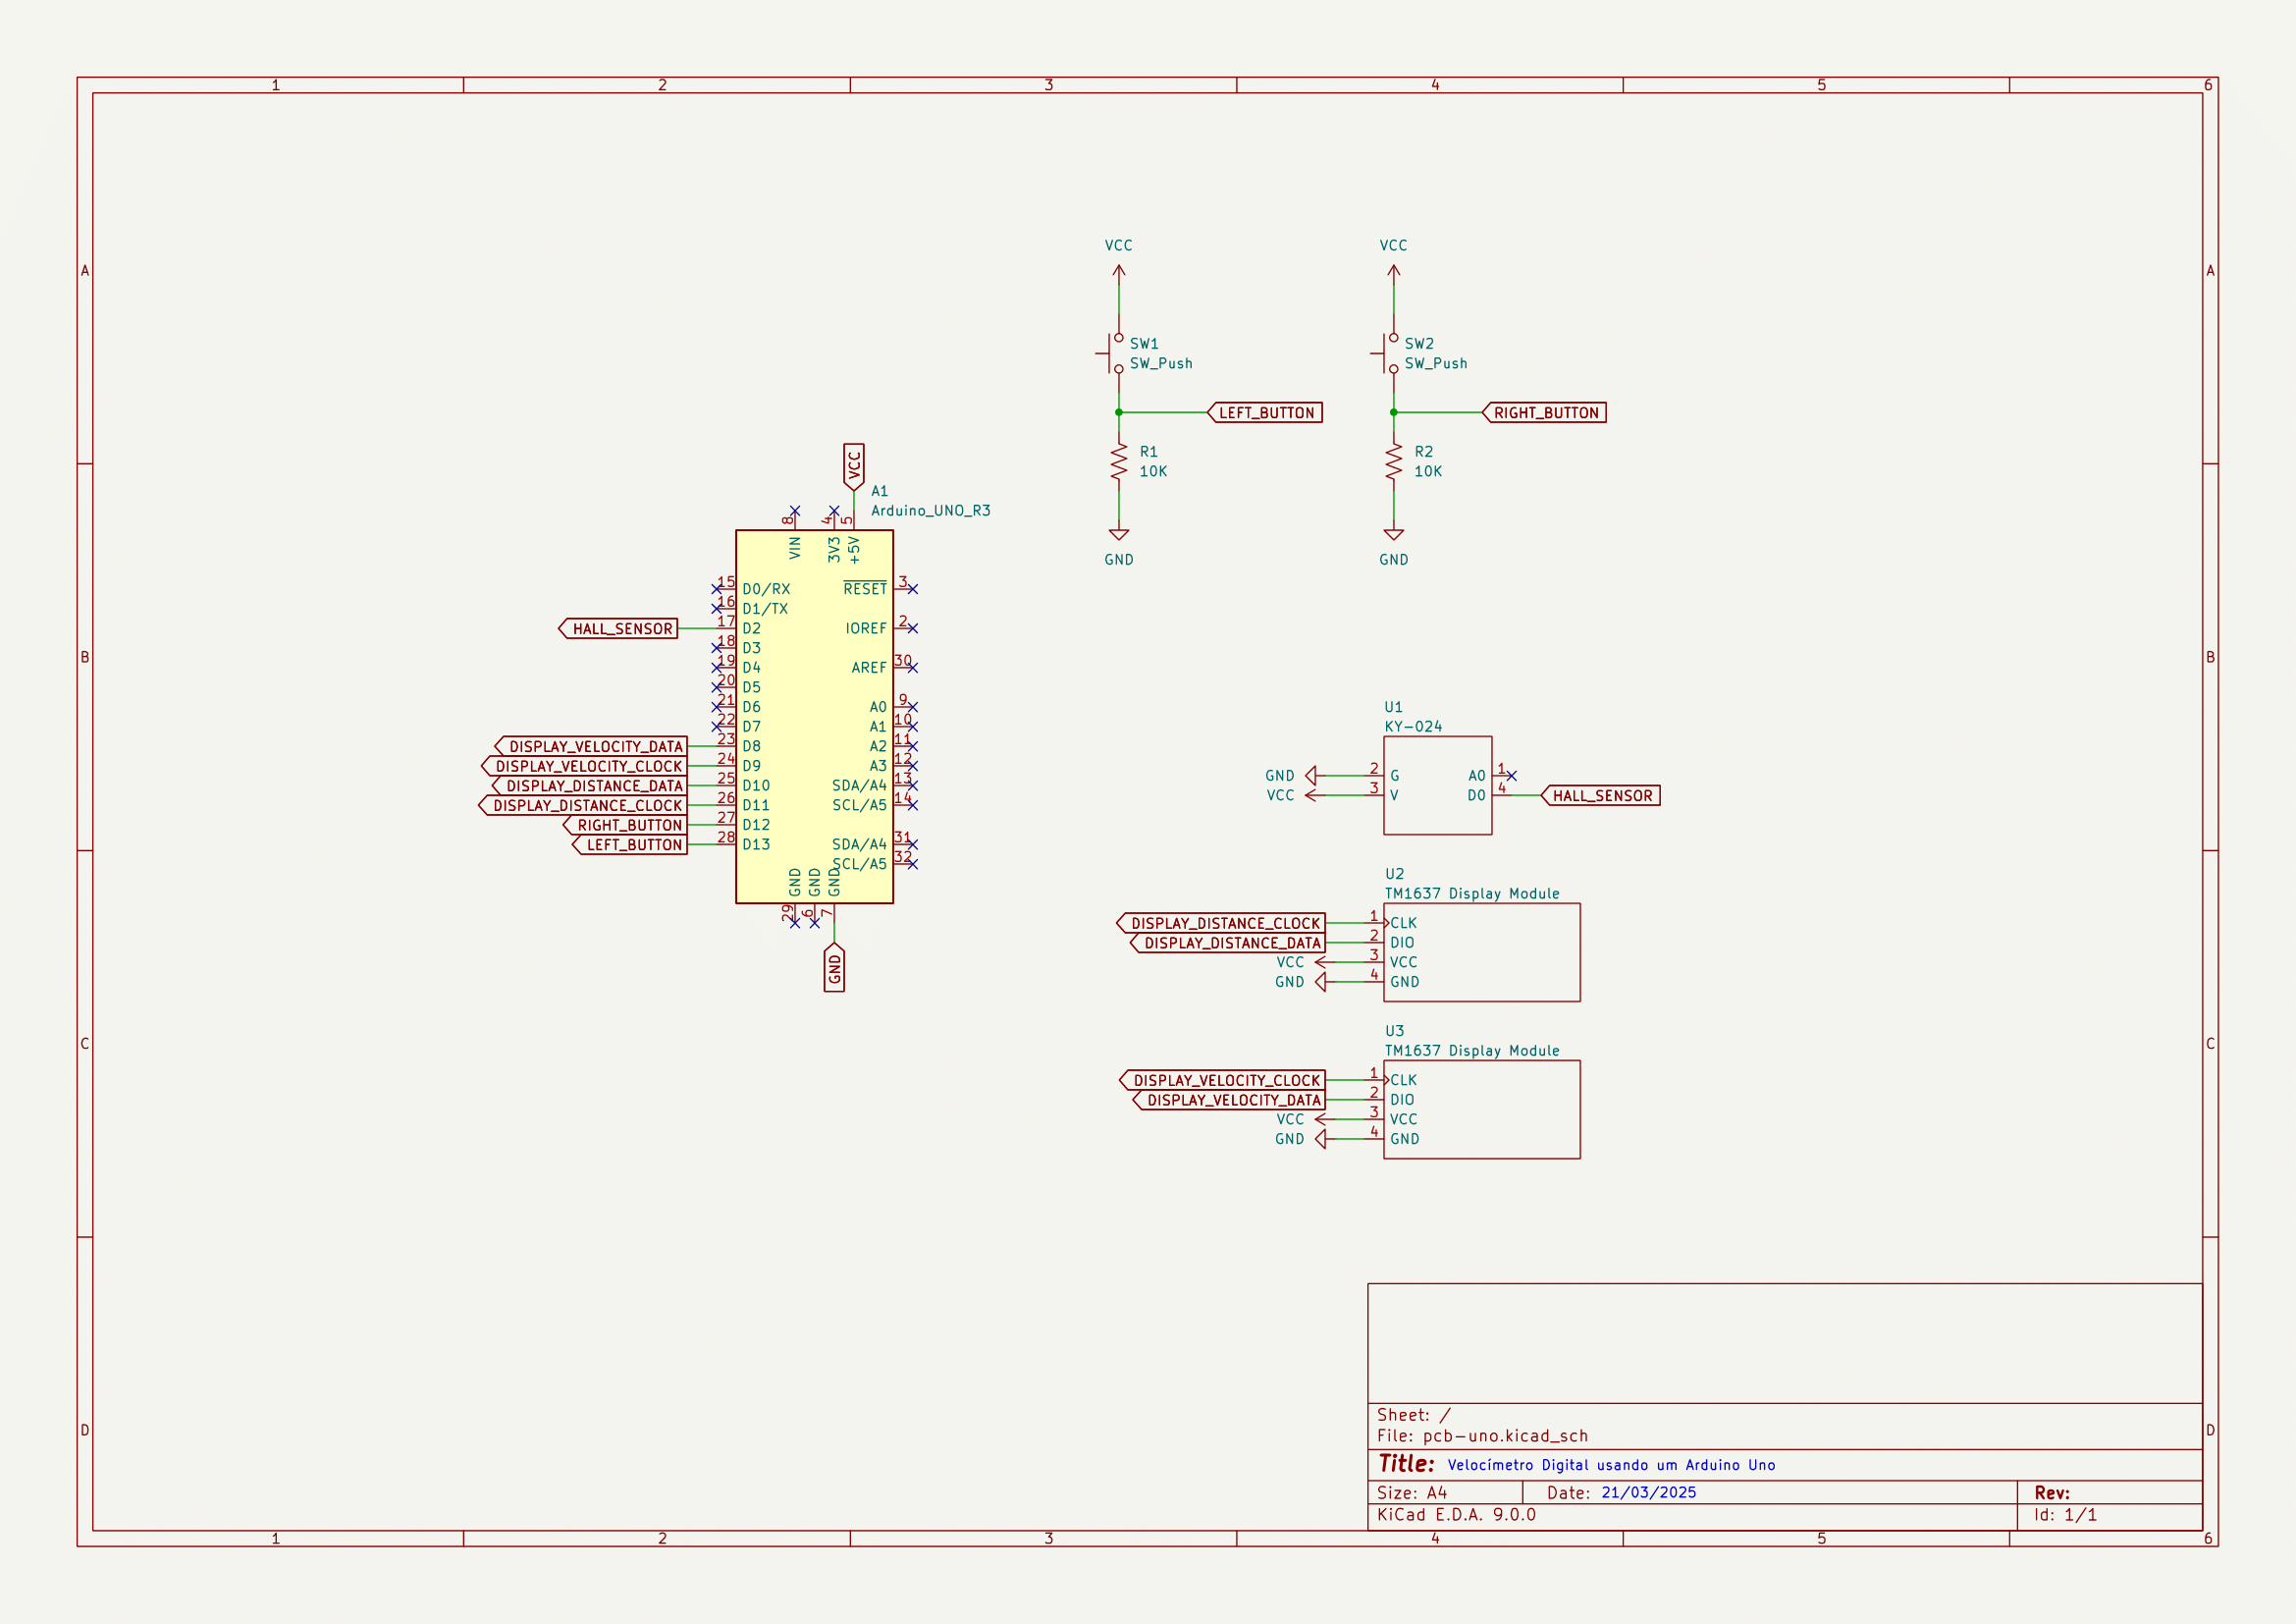 1 2 3 4 5 6
A A
VCC VCC
SW1 SW2
SW_Push SW_Push
LEFT_BUTTON RIGHT_BUTTON
R1 R2
10K 10K
GND GND
VCC
A1
Arduino_UNO_R3
8 4 5
VIN 3V3 +5V
15 D0/RX RESET 3
16 D1/TX
HALL_SENSOR 17 D2 IOREF 2
18 D3
19 D4 AREF 30
20 D5
21 D6 A0 9
22 D7 A1 10
DISPLAY_VELOCITY_DATA 23 D8 A2 11
DISPLAY_VELOCITY_CLOCK 24 D9 A3 12
DISPLAY_DISTANCE_DATA 25 D10 SDA/A4 13
DISPLAY_DISTANCE_CLOCK 26 D11 SCL/A5 14
RIGHT_BUTTON 27 D12
LEFT_BUTTON 28 D13 SDA/A4 31
SCL/A5 32
GND GND GND
29 6 7
GND
B B
U1
KY-024
GND 2 G A0 1
VCC 3 V D0 4 HALL_SENSOR
U2
TM1637 Display Module
DISPLAY_DISTANCE_CLOCK 1 CLK
DISPLAY_DISTANCE_DATA 2 DIO
VCC 3 VCC
GND 4 GND
U3
TM1637 Display Module
DISPLAY_VELOCITY_CLOCK 1 CLK
DISPLAY_VELOCITY_DATA 2 DIO
VCC 3 VCC
GND 4 GND
C C
D D
Sheet: /
File: pcb-uno.kicad_sch
Title: Velocímetro Digital usando um Arduino Uno
Size: A4 Date: 21/03/2025 Rev:
KiCad E.D.A. 9.0.0 Id: 1/1
1 2 3 4 5 6